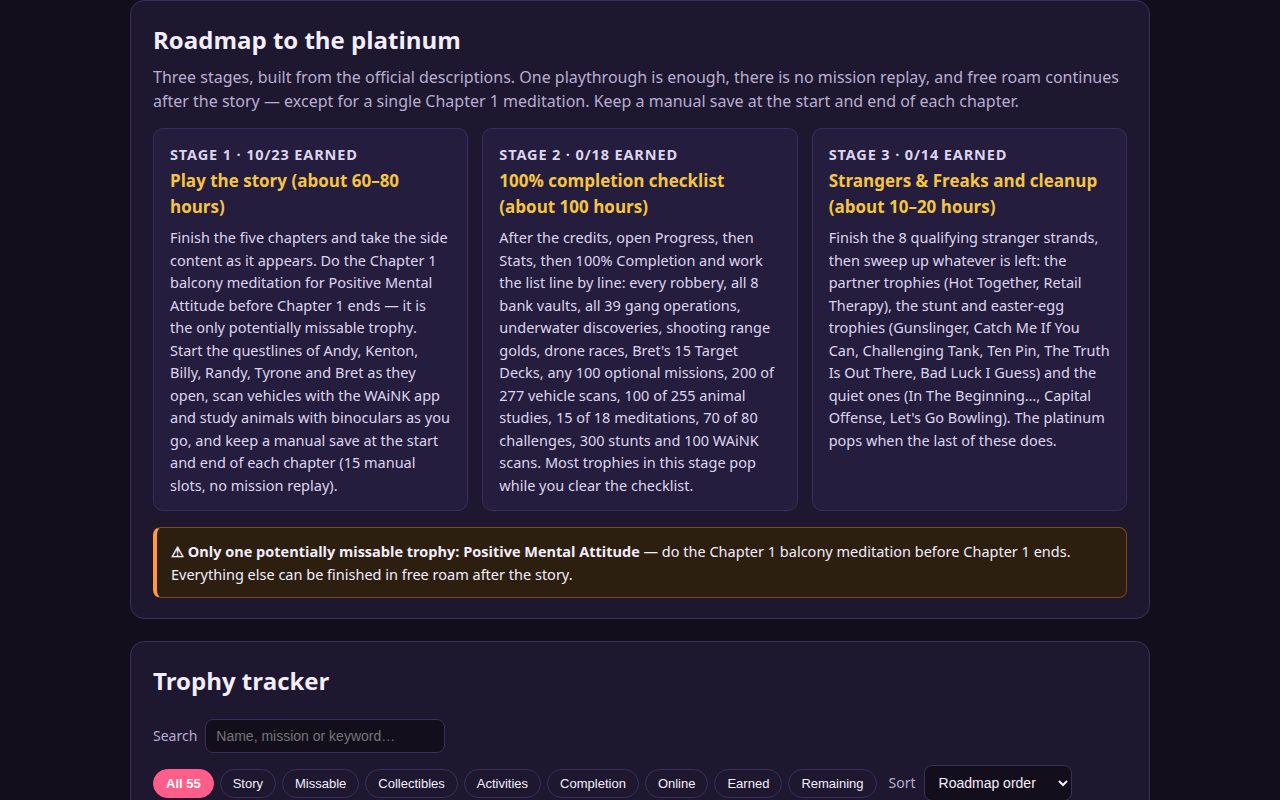 Roadmap to the platinum
Three stages, built from the official descriptions. One playthrough is enough, there is no mission replay, and free roam continues
after the story — except for a single Chapter 1 meditation. Keep a manual save at the start and end of each chapter.
STAGE 1 · 10/23 EARNED
Play the story (about 60–80
hours)
Finish the five chapters and take the side
content as it appears. Do the Chapter 1
balcony meditation for Positive Mental
Attitude before Chapter 1 ends — it is
the only potentially missable trophy.
Start the questlines of Andy, Kenton,
Billy, Randy, Tyrone and Bret as they
open, scan vehicles with the WAiNK app
and study animals with binoculars as you
go, and keep a manual save at the start
and end of each chapter (15 manual
slots, no mission replay).
STAGE 2 · 0/18 EARNED
100% completion checklist
(about 100 hours)
After the credits, open Progress, then
Stats, then 100% Completion and work
the list line by line: every robbery, all 8
bank vaults, all 39 gang operations,
underwater discoveries, shooting range
golds, drone races, Bret's 15 Target
Decks, any 100 optional missions, 200 of
277 vehicle scans, 100 of 255 animal
studies, 15 of 18 meditations, 70 of 80
challenges, 300 stunts and 100 WAiNK
scans. Most trophies in this stage pop
while you clear the checklist.
STAGE 3 · 0/14 EARNED
Strangers & Freaks and cleanup
(about 10–20 hours)
Finish the 8 qualifying stranger strands,
then sweep up whatever is left: the
partner trophies (Hot Together, Retail
Therapy), the stunt and easter-egg
trophies (Gunslinger, Catch Me If You
Can, Challenging Tank, Ten Pin, The Truth
Is Out There, Bad Luck I Guess) and the
quiet ones (In The Beginning..., Capital
Offense, Let's Go Bowling). The platinum
pops when the last of these does.
⚠ Only one potentially missable trophy: Positive Mental Attitude — do the Chapter 1 balcony meditation before Chapter 1 ends.
Everything else can be finished in free roam after the story.
Trophy tracker
Search Name, mission or keyword…
All 55 Story Missable Collectibles Activities Completion Online Earned Remaining Sort Roadmap order